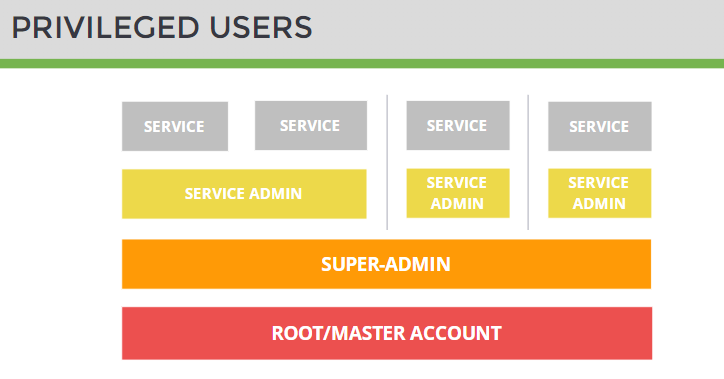 PRIVILEGED USERS
SERVICE
SERVICE
SERVICE
SERVICE
SERVICE ADMIN
SERVICE
ADMIN
SERVICE
ADMIN
SUPER-ADMIN
ROOT/MASTER ACCOUNT